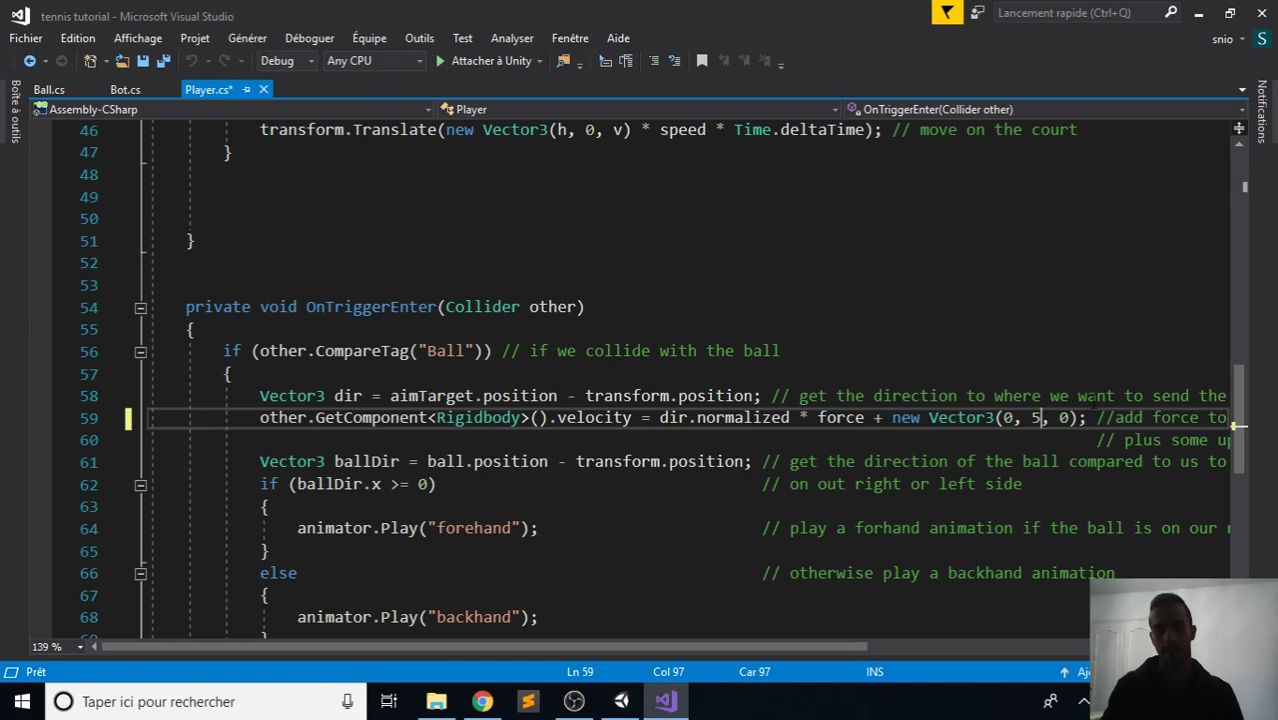 tennis tutorial - Microsoft Visual Studio
Lancement rapide (Ctrl+Q)
Fichier Edition Affichage Projet Générer Déboguer Équipe Outils Test Analyser Fenêtre Aide
snio S
Debug Any CPU Attacher à Unity
Boîte à outils
Ball.cs Bot.cs Player.cs*
Notifications
Assembly-CSharp Player OnTriggerEnter(Collider other)
46 transform.Translate(new Vector3(h, 0, v) * speed * Time.deltaTime); // move on the court
47 }
48
49
50
51 }
52
53
54 private void OnTriggerEnter(Collider other)
55 {
56 if (other.CompareTag("Ball")) // if we collide with the ball
57 {
58 Vector3 dir = aimTarget.position - transform.position; // get the direction to where we want to send the
59 other.GetComponent<Rigidbody>().velocity = dir.normalized * force + new Vector3(0, 5, 0); //add force to
60 // plus some up
61 Vector3 ballDir = ball.position - transform.position; // get the direction of the ball compared to us to
62 if (ballDir.x >= 0) // on out right or left side
63 {
64 animator.Play("forehand"); // play a forhand animation if the ball is on our r
65 }
66 else // otherwise play a backhand animation
67 {
68 animator.Play("backhand");
139 %
Prêt Ln 59 Col 97 Car 97 INS
Taper ici pour rechercher